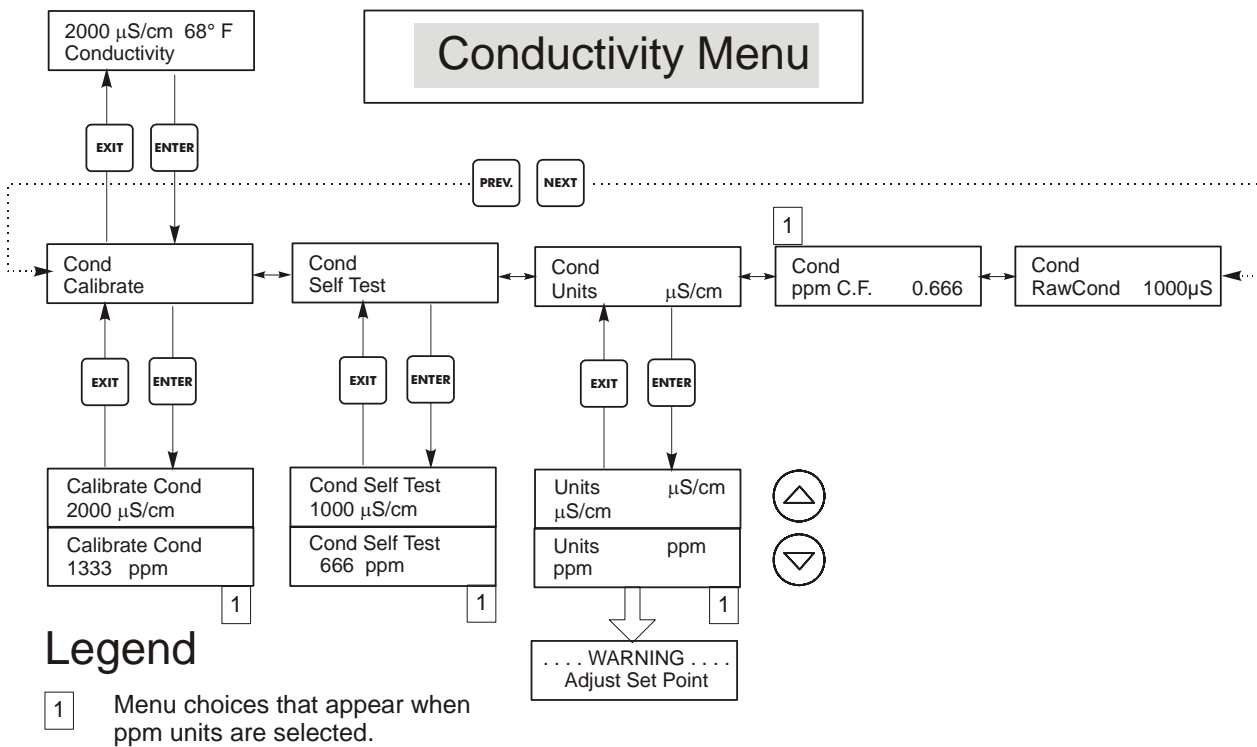 2000 μS/cm 68° F
Conductivity
Conductivity Menu
EXIT
ENTER
PREV.
NEXT
Cond
Calibrate
Cond
Self Test
Cond
Units μS/cm
1
Cond
ppm C.F. 0.666
Cond
RawCond 1000µS
EXIT
ENTER
EXIT
ENTER
EXIT
ENTER
Calibrate Cond
2000 μS/cm
Calibrate Cond
1333 ppm
1
Cond Self Test
1000 μS/cm
Cond Self Test
666 ppm
1
Units μS/cm
μS/cm
Units ppm
ppm
1
. . . . WARNING . . . .
Adjust Set Point
Legend
1 Menu choices that appear when
ppm units are selected.